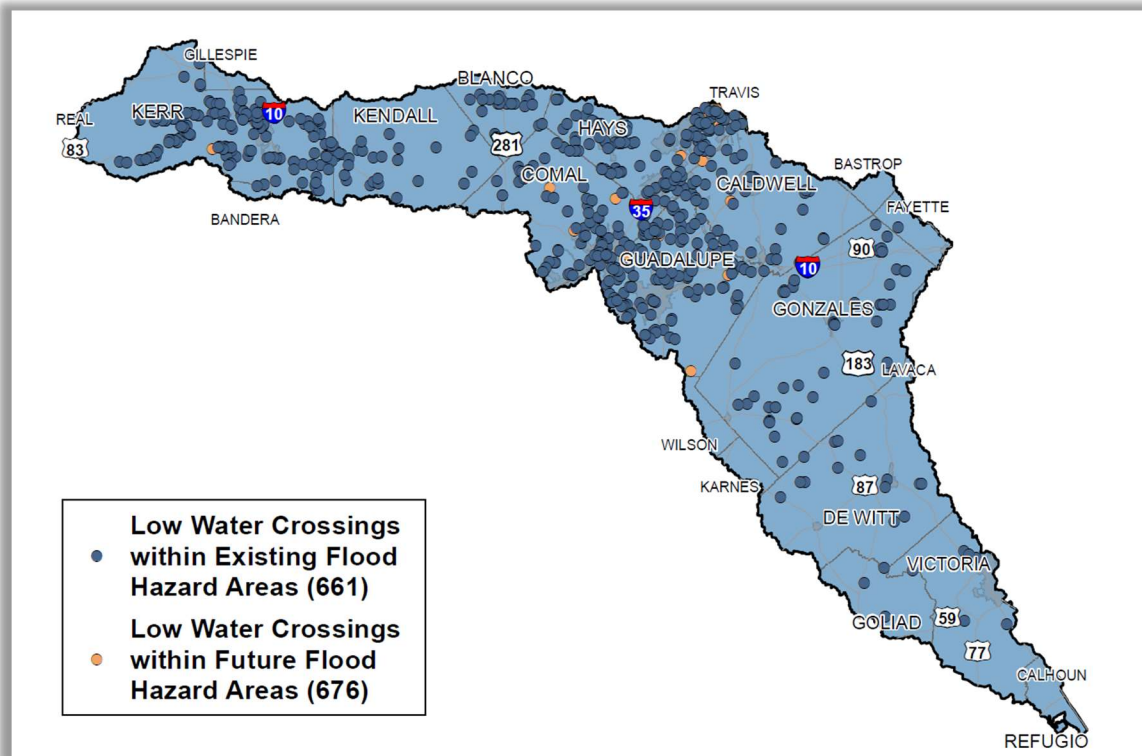 GILLESPIE
BLANCO
TRAVIS
REAL
KERR
10
KENDALL
HAYS
83
281
COMAL
CALDWELL
BASTROP
BANDERA
35
FAYETTE
90
GUADALUPE
10
GONZALES
183
LAVACA
WILSON
KARNES
87
DE WITT
VICTORIA
GOLIAD
59
77
CALHOUN
REFUGIO
Low Water Crossings
within Existing Flood
Hazard Areas (661)
Low Water Crossings
within Future Flood
Hazard Areas (676)